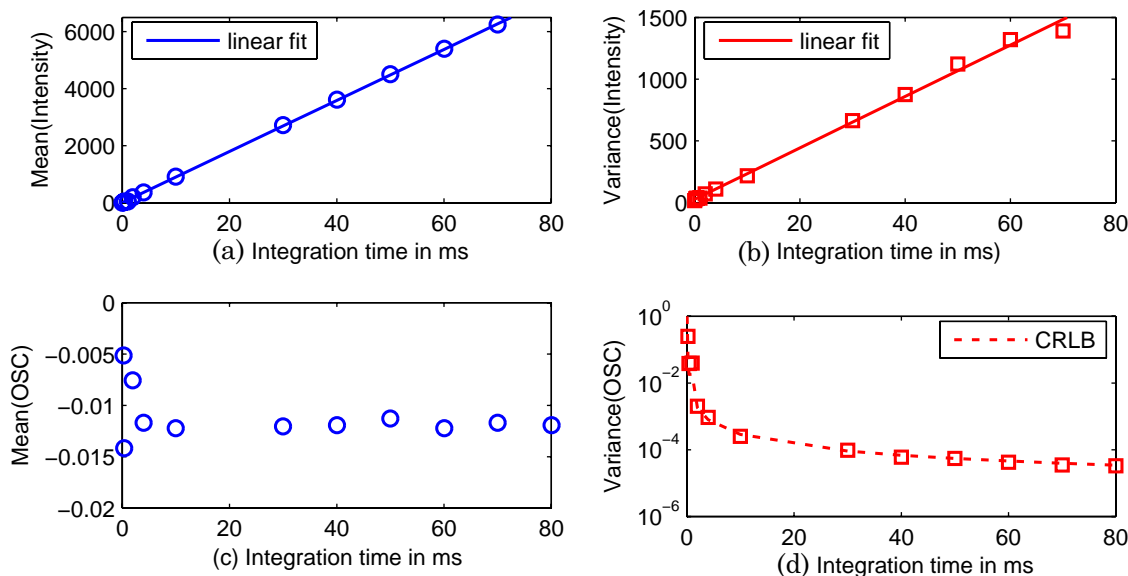 Mean(Intensity)
6000
4000
2000
0
linear fit
0 20 40 60 80
(a) Integration time in ms
Variance(Intensity)
1500
1000
500
0
linear fit
0 20 40 60 80
(b) Integration time in ms)
Mean(OSC)
0
−0.005
−0.01
−0.015
−0.02
0 20 40 60 80
(c) Integration time in ms
Variance(OSC)
10^0
10^−2
10^−4
10^−6
CRLB
0 20 40 60 80
(d) Integration time in ms